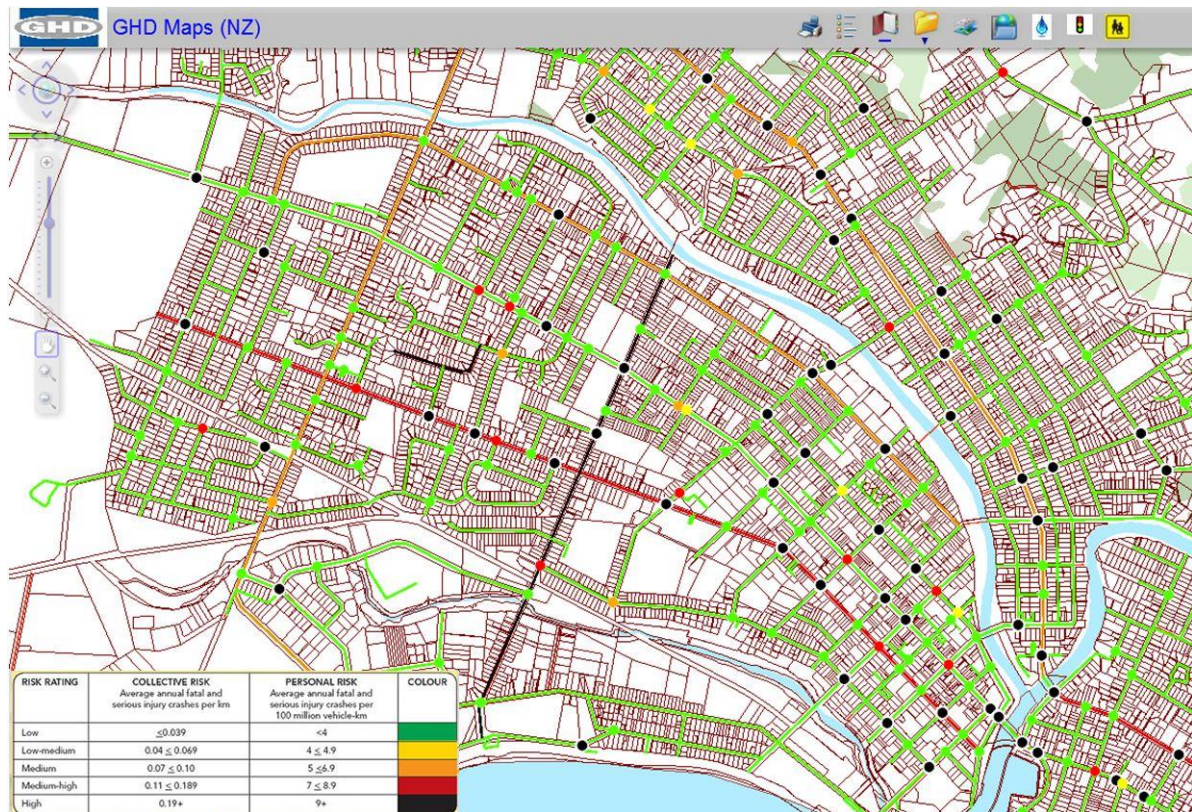 GHD
GHD Maps (NZ)
RISK RATING
COLLECTIVE RISK
Average annual fatal and
serious injury crashes per km
PERSONAL RISK
Average annual fatal and
serious injury crashes per
100 million vehicle-km
COLOUR
Low
≤0.039
<4
Low-medium
0.04 ≤ 0.069
4 ≤ 4.9
Medium
0.07 ≤ 0.10
5 ≤6.9
Medium-high
0.11 ≤ 0.189
7 ≤ 8.9
High
0.19+
9+